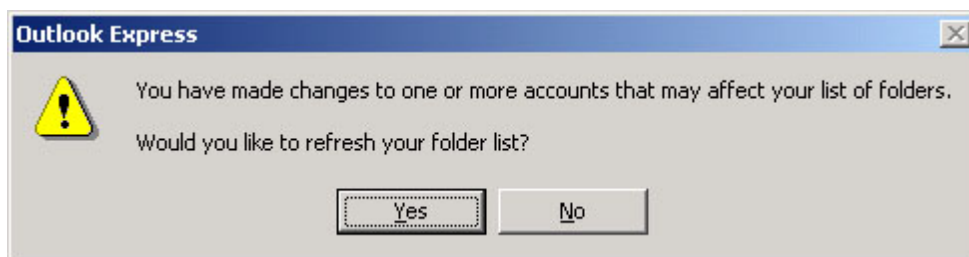 Outlook Express
You have made changes to one or more accounts that may affect your list of folders.
Would you like to refresh your folder list?
Yes No